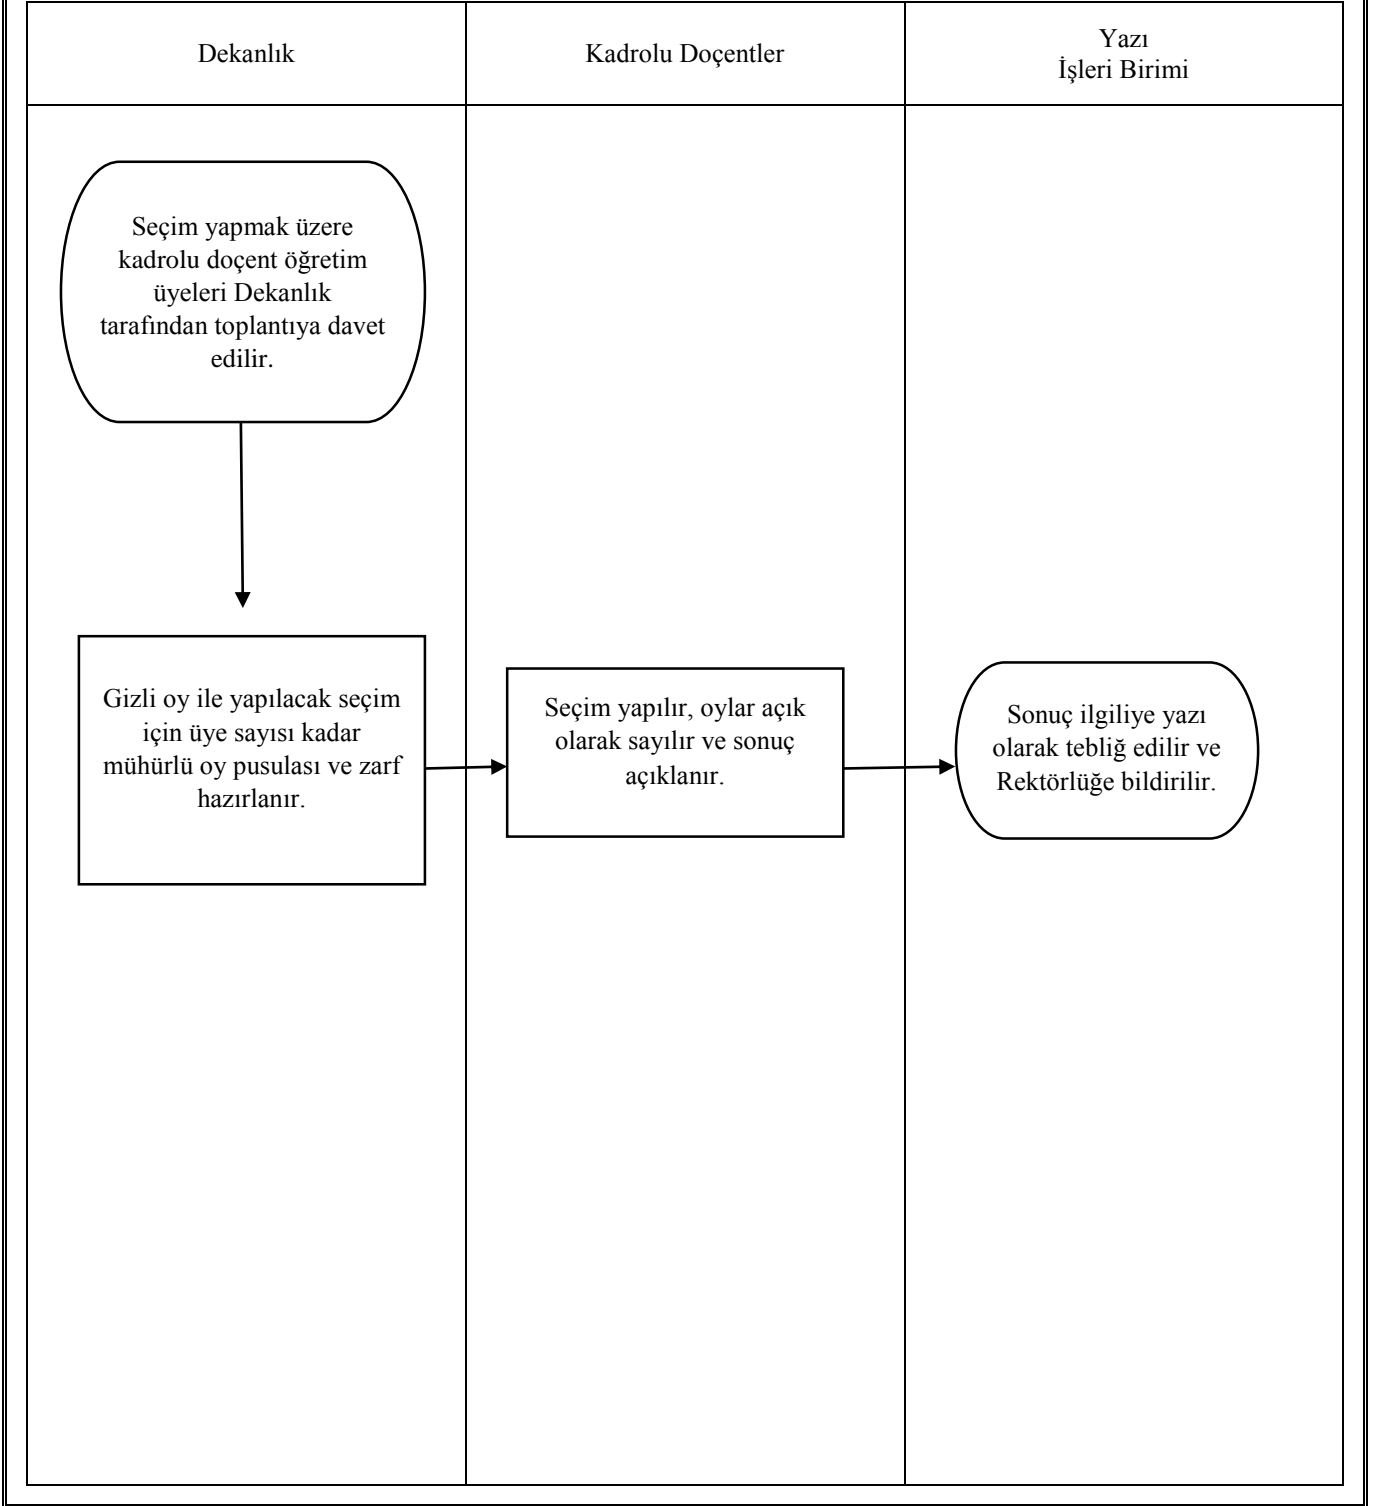 Dekanlık
Kadrolu Doçentler
Yazı
İşleri Birimi
Seçim yapmak üzere
kadrolu doçent öğretim
üyeleri Dekanlık
tarafından toplantıya davet
edilir.
Gizli oy ile yapılacak seçim
için üye sayısı kadar
mühürlü oy pusulası ve zarf
hazırlanır.
Seçim yapılır, oylar açık
olarak sayılır ve sonuç
açıklanır.
Sonuç ilgiliye yazı
olarak tebliğ edilir ve
Rektörlüğe bildirilir.